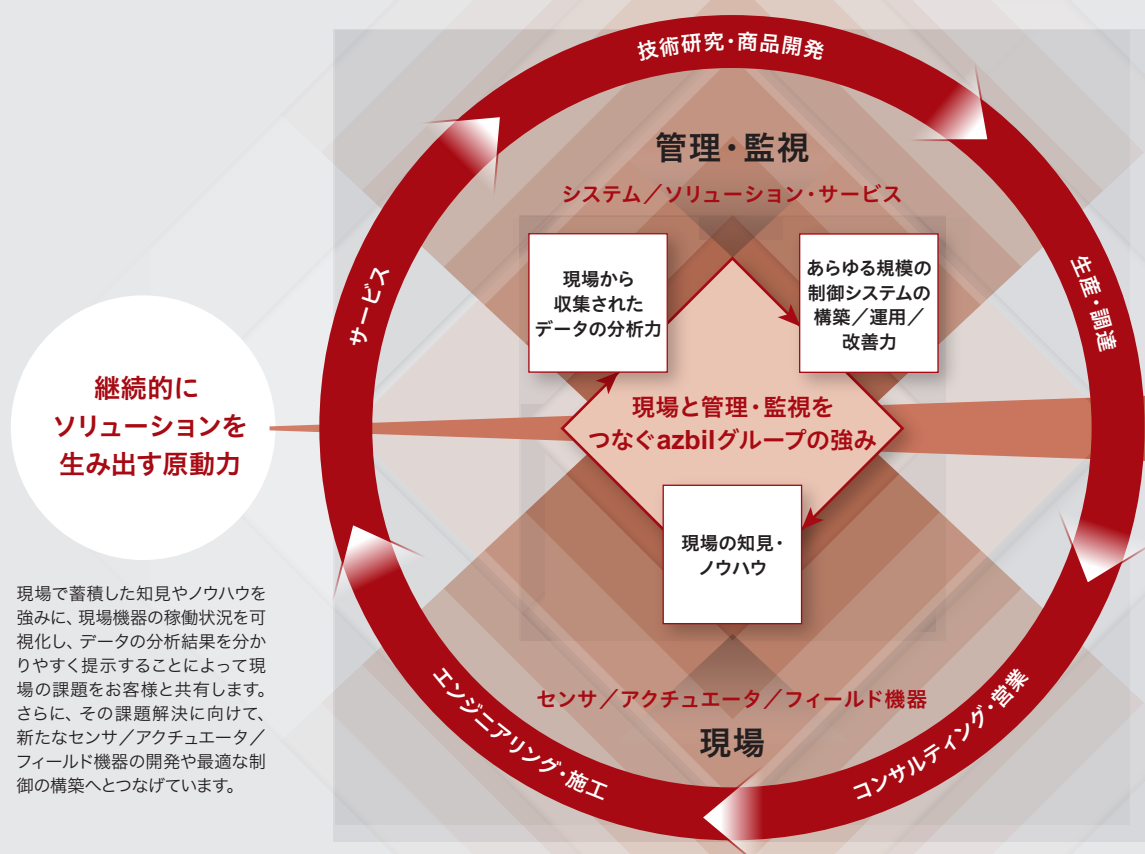 技術研究・商品開発
管理・監視
システム／ソリューション・サービス
現場から
収集された
データの分析力
あらゆる規模の
制御システムの
構築／運用／
改善力
サービス
生産・調達
継続的に
ソリューションを
生み出す原動力
現場と管理・監視を
つなぐazbilグループの強み
現場の知見・
ノウハウ
現場で蓄積した知見やノウハウを
強みに、現場機器の稼働状況を可
視化し、データの分析結果を分か
りやすく提示することによって現
場の課題をお客様と共有します。
さらに、その課題解決に向けて、
新たなセンサ／アクチュエータ／
フィールド機器の開発や最適な制
御の構築へとつなげています。
センサ／アクチュエータ／フィールド機器
現場
エンジニアリング・施工
コンサルティング・営業